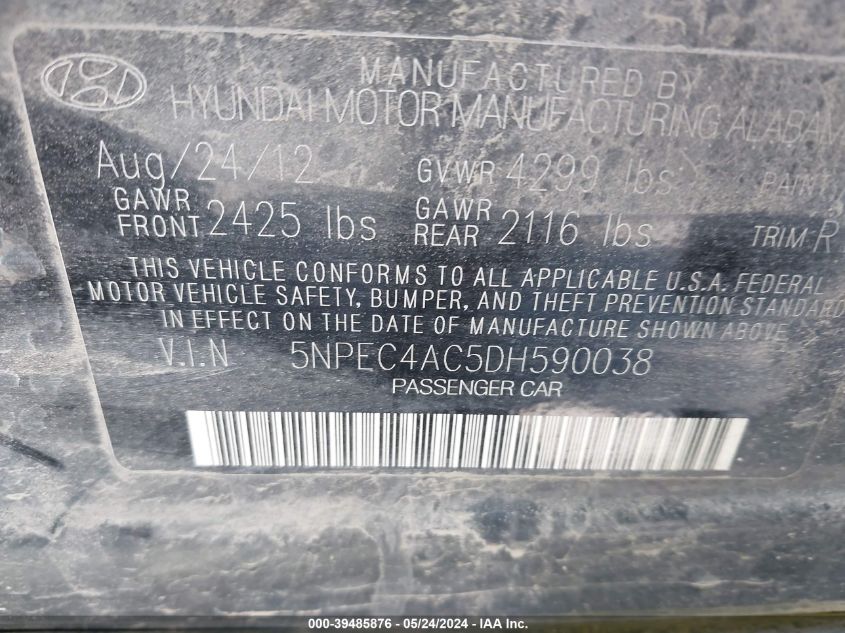 MANUFACTURED BY
HYUNDAI MOTOR MANUFACTURING
Aug/24/12 GVWR 4299 lbs
GAWR FRONT 2425 lbs GAWR REAR 2116 lbs TRIM:
THIS VEHICLE CONFORMS TO ALL APPLICABLE U.S.A. FEDERAL
MOTOR VEHICLE SAFETY, BUMPER, AND THEFT PREVENTION STANDARD
IN EFFECT ON THE DATE OF MANUFACTURE SHOWN ABOVE
V.I.N 5NPEC4AC5DH590038
PASSENGER CAR
000-39485876 / 05/24/2024 - IAA Inc.